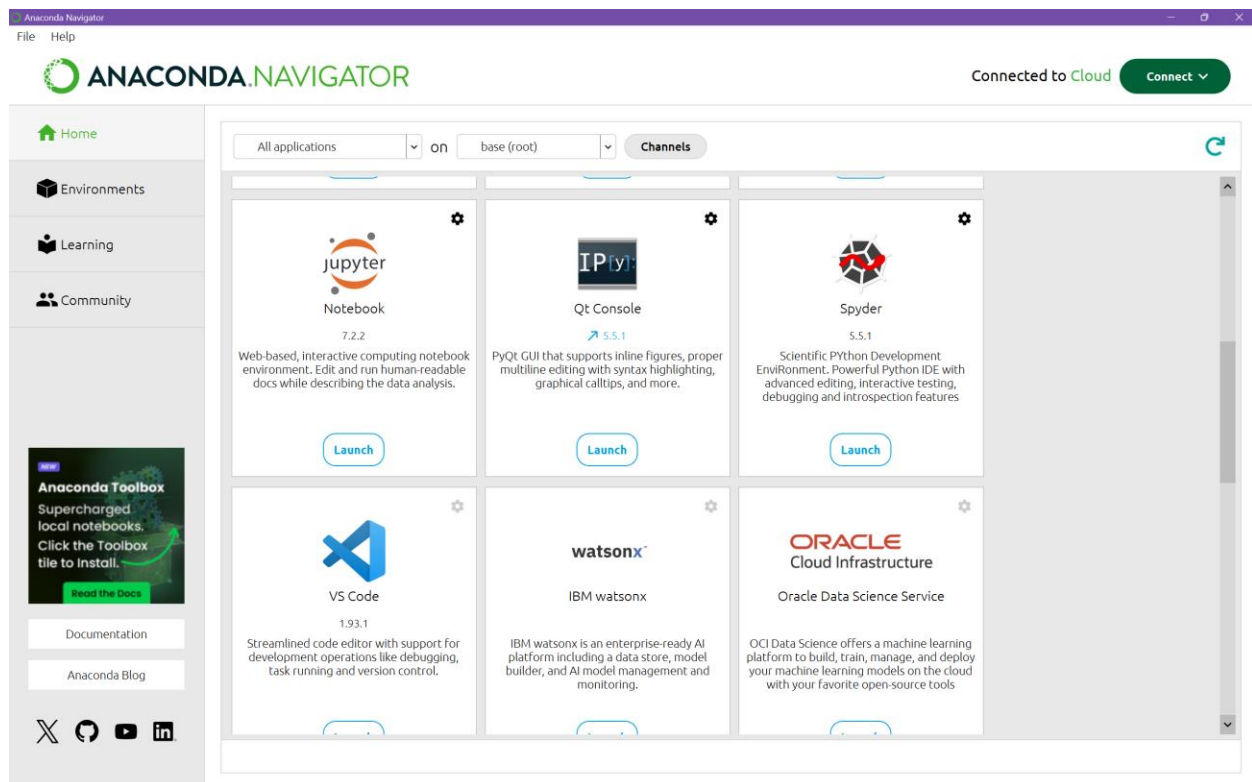 Anaconda Navigator
File Help
ANACONDA.NAVIGATOR
Connected to Cloud
Connect
Home
Environments
Learning
Community
All applications
on
base (root)
Channels
jupyter
Notebook
7.2.2
Web-based, interactive computing notebook
environment. Edit and run human-readable
docs while describing the data analysis.
Launch
IP[y]:
Qt Console
5.5.1
PyQt GUI that supports inline figures, proper
multiline editing with syntax highlighting,
graphical calltips, and more.
Launch
Spyder
5.5.1
Scientific PYthon Development
EnviRonment. Powerful Python IDE with
advanced editing, interactive testing,
debugging and introspection features
Launch
VS Code
1.93.1
Streamlined code editor with support for
development operations like debugging,
task running and version control.
watsonx
IBM watsonx
IBM watsonx is an enterprise-ready AI
platform including a data store, model
builder, and AI model management and
monitoring.
ORACLE
Cloud Infrastructure
Oracle Data Science Service
OCI Data Science offers a machine learning
platform to build, train, manage, and deploy
your machine learning models on the cloud
with your favorite open-source tools
NEW
Anaconda Toolbox
Supercharged
local notebooks.
Click the Toolbox
tile to Install.
Read the Docs
Documentation
Anaconda Blog
in